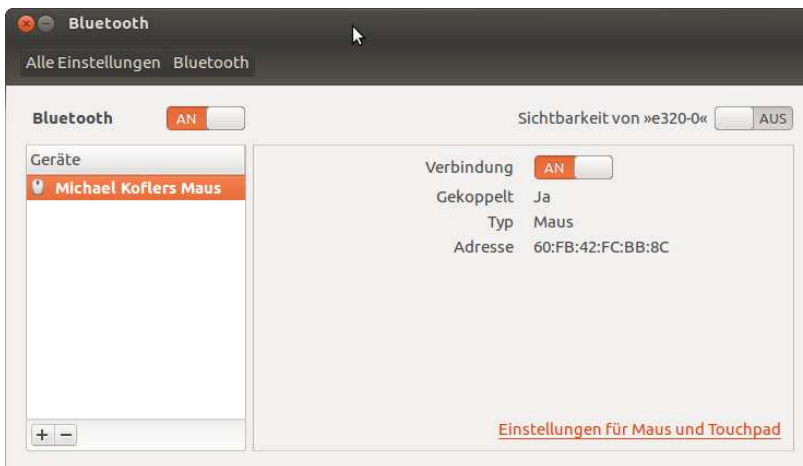 Bluetooth
Alle Einstellungen Bluetooth
Bluetooth AN Sichtbarkeit von »e320-0« AUS
Geräte
Michael Koflers Maus
Verbindung AN
Gekoppelt Ja
Typ Maus
Adresse 60:FB:42:FC:BB:8C
+ −
Einstellungen für Maus und Touchpad